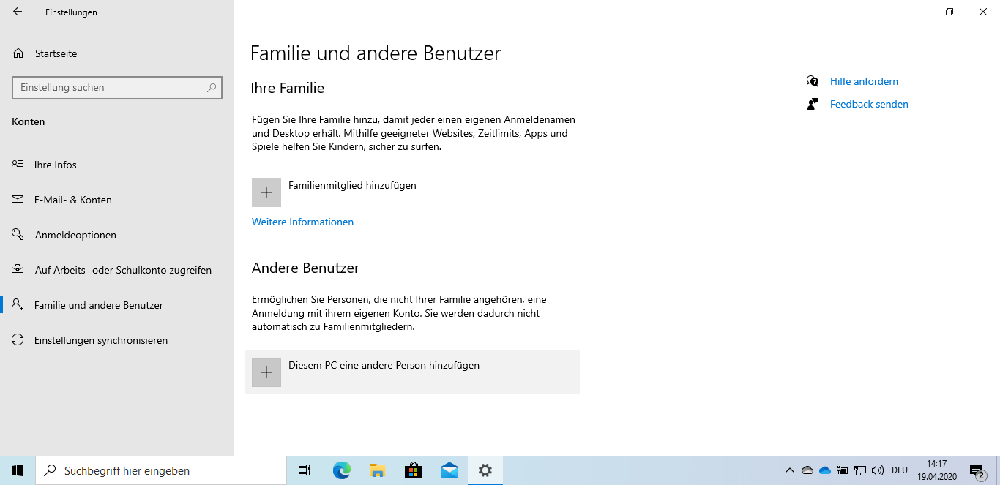 Einstellungen
Startseite
Einstellung suchen
Konten
Ihre Infos
E-Mail- & Konten
Anmeldeoptionen
Auf Arbeits- oder Schulkonto zugreifen
Familie und andere Benutzer
Einstellungen synchronisieren
Familie und andere Benutzer
Ihre Familie
Fügen Sie Ihre Familie hinzu, damit jeder einen eigenen Anmeldenamen
und Desktop erhält. Mithilfe geeigneter Websites, Zeitlimits, Apps und
Spiele helfen Sie Kindern, sicher zu surfen.
Familienmitglied hinzufügen
Weitere Informationen
Andere Benutzer
Ermöglichen Sie Personen, die nicht Ihrer Familie angehören, eine
Anmeldung mit ihrem eigenen Konto. Sie werden dadurch nicht
automatisch zu Familienmitgliedern.
Diesem PC eine andere Person hinzufügen
Hilfe anfordern
Feedback senden
Suchbegriff hier eingeben
DEU
14:17
19.04.2020
2